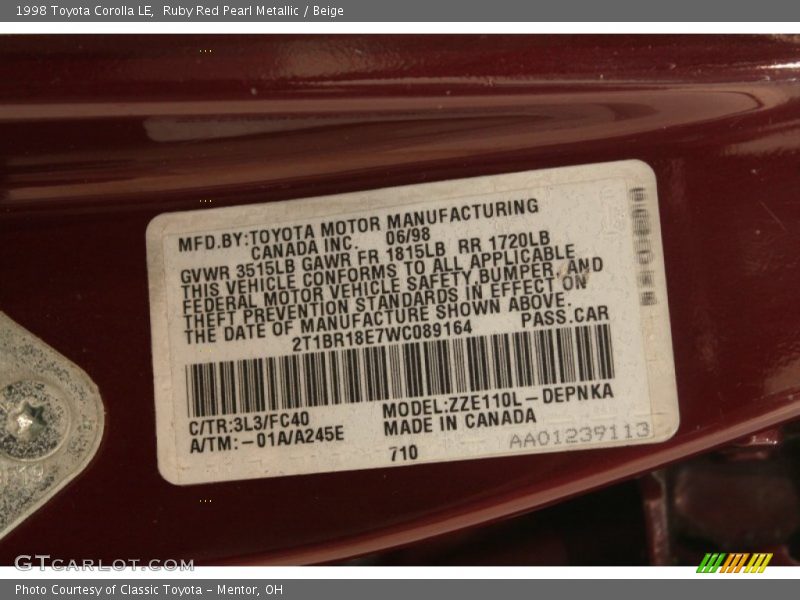 1998 Toyota Corolla LE, Ruby Red Pearl Metallic / Beige
MFD.BY:TOYOTA MOTOR MANUFACTURING
CANADA INC. 06/98
GVWR 3515LB GAWR FR 1815LB RR 1720LB
THIS VEHICLE CONFORMS TO ALL APPLICABLE
FEDERAL MOTOR VEHICLE SAFETY BUMPER, AND
THEFT PREVENTION STANDARDS IN EFFECT ON
THE DATE OF MANUFACTURE SHOWN ABOVE.
2T1BR18E7WC089164 PASS.CAR
C/TR:3L3/FC40 MODEL:ZZE110L-DEPNKA
A/TM:-01A/A245E MADE IN CANADA
710 AA01239113
GTcarlot.com
Photo Courtesy of Classic Toyota - Mentor, OH